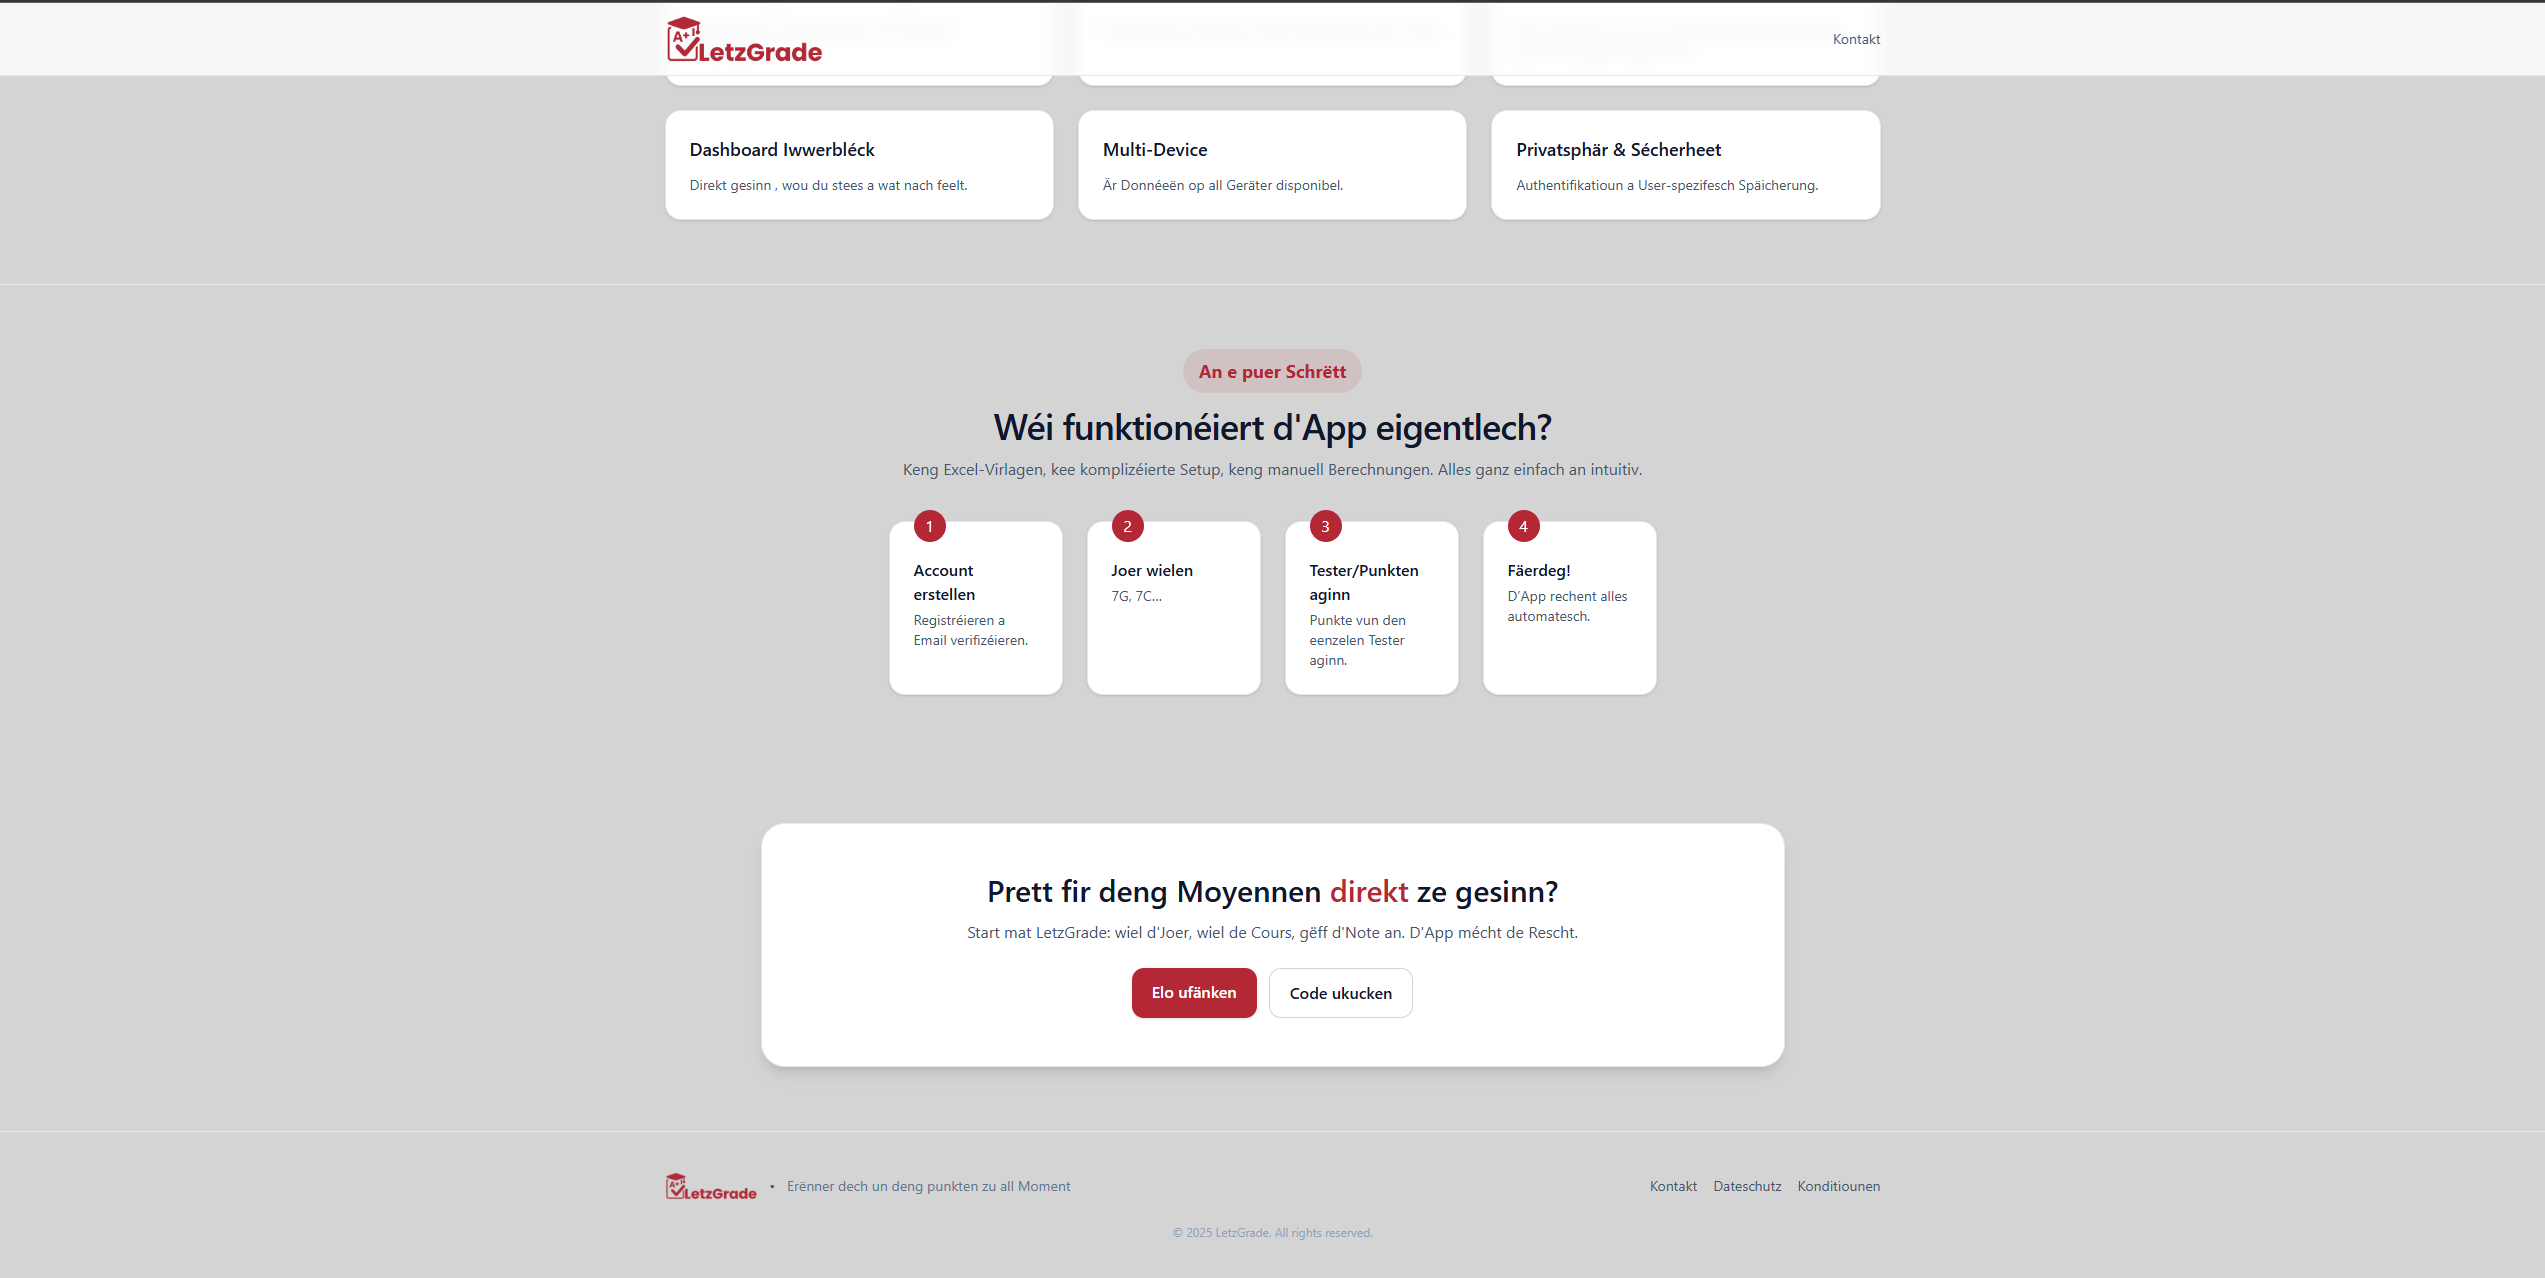 A+
LetzGrade
Kontakt
Dashboard Iwwerbléck
Direkt gesinn , wou du stees a wat nach feelt.
Multi-Device
Är Donnéeën op all Geräter disponibel.
Privatsphär & Sécherheet
Authentifikatioun a User-spezifesch Späicherung.
An e puer Schrëtt
Wéi funktionéiert d'App eigentlech?
Keng Excel-Virlagen, kee komplizéierte Setup, keng manuell Berechnungen. Alles ganz einfach an intuitiv.
1
Account
erstellen
Registréieren a
Email verifizéieren.
2
Joer wielen
7G, 7C...
3
Tester/Punkten
aginn
Punkte vun den
eenzelen Tester
aginn.
4
Fäerdeg!
D’App rechent alles
automatesch.
Prett fir deng Moyennen direkt ze gesinn?
Start mat LetzGrade: wiel d'Joer, wiel de Cours, gëff d'Note an. D'App mécht de Rescht.
Elo ufänken
Code ukucken
A+
LetzGrade
• Erënner dech un deng punkten zu all Moment
Kontakt
Dateschutz
Konditiounen
© 2025 LetzGrade. All rights reserved.